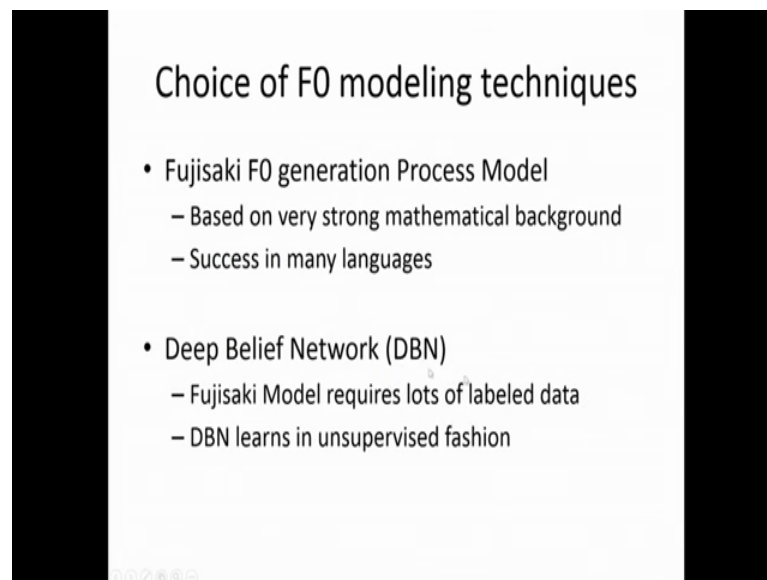 Choice of F0 modeling techniques
• Fujisaki F0 generation Process Model
– Based on very strong mathematical background
– Success in many languages
• Deep Belief Network (DBN)
– Fujisaki Model requires lots of labeled data
– DBN learns in unsupervised fashion